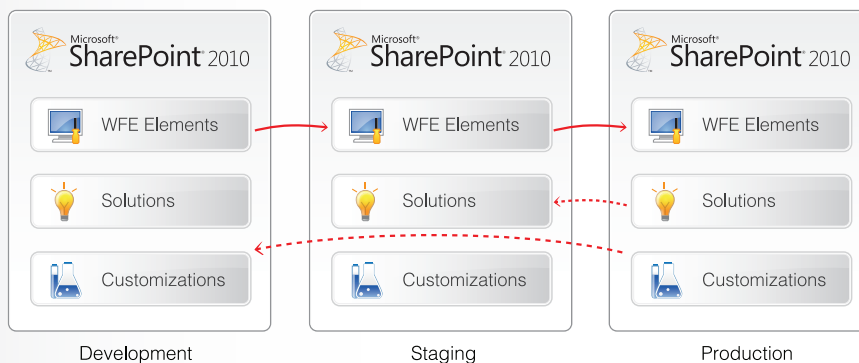 Microsoft®
SharePoint® 2010
WFE Elements
Solutions
Customizations
Development
Microsoft®
SharePoint® 2010
WFE Elements
Solutions
Customizations
Staging
Microsoft®
SharePoint® 2010
WFE Elements
Solutions
Customizations
Production